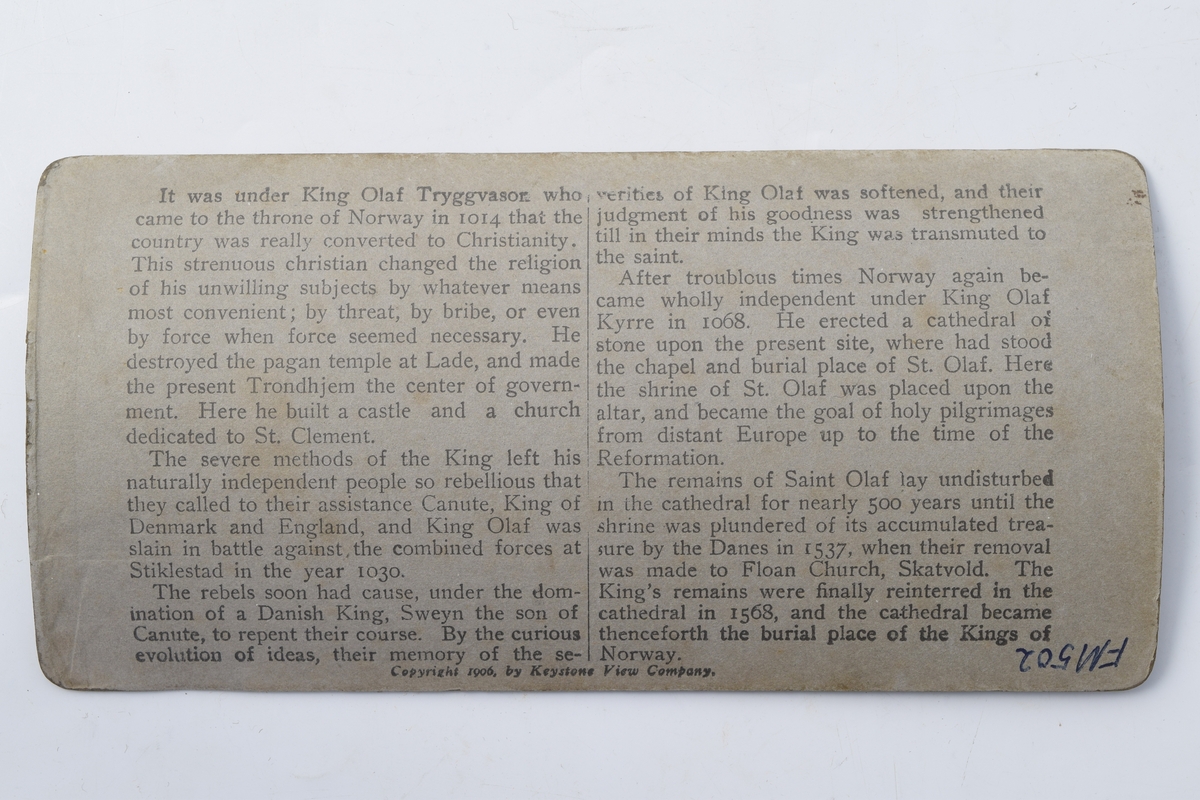 It was under King Olaf Tryggvason who
came to the throne of Norway in 1014 that the
country was really converted to Christianity.
This strenuous christian changed the religion
of his unwilling subjects by whatever means
most convenient; by threat, by bribe, or even
by force when force seemed necessary. He
destroyed the pagan temple at Lade, and made
the present Trondhjem the center of govern-
ment. Here he built a castle and a church
dedicated to St. Clement.
The severe methods of the King left his
naturally independent people so rebellious that
they called to their assistance Canute, King of
Denmark and England, and King Olaf was
slain in battle against the combined forces at
Stiklestad in the year 1030.
The rebels soon had cause, under the dom-
ination of a Danish King, Sweyn the son of
Canute, to repent their course. By the curious
evolution of ideas, their memory of the se-
verities of King Olaf was softened, and their
judgment of his goodness was strengthened
till in their minds the King was transmuted to
the saint.
After troublous times Norway again be-
came wholly independent under King Olaf
Kyrre in 1068. He erected a cathedral of
stone upon the present site, where had stood
the chapel and burial place of St. Olaf. Here
the shrine of St. Olaf was placed upon the
altar, and became the goal of holy pilgrimages
from distant Europe up to the time of the
Reformation.
The remains of Saint Olaf lay undisturbed
in the cathedral for nearly 500 years until the
shrine was plundered of its accumulated trea-
sure by the Danes in 1537, when their removal
was made to Floan Church, Skatvold. The
King's remains were finally reinterred in the
cathedral in 1568, and the cathedral became
thenceforth the burial place of the Kings of
Norway.
Copyright 1906, by Keystone View Company.
FM502